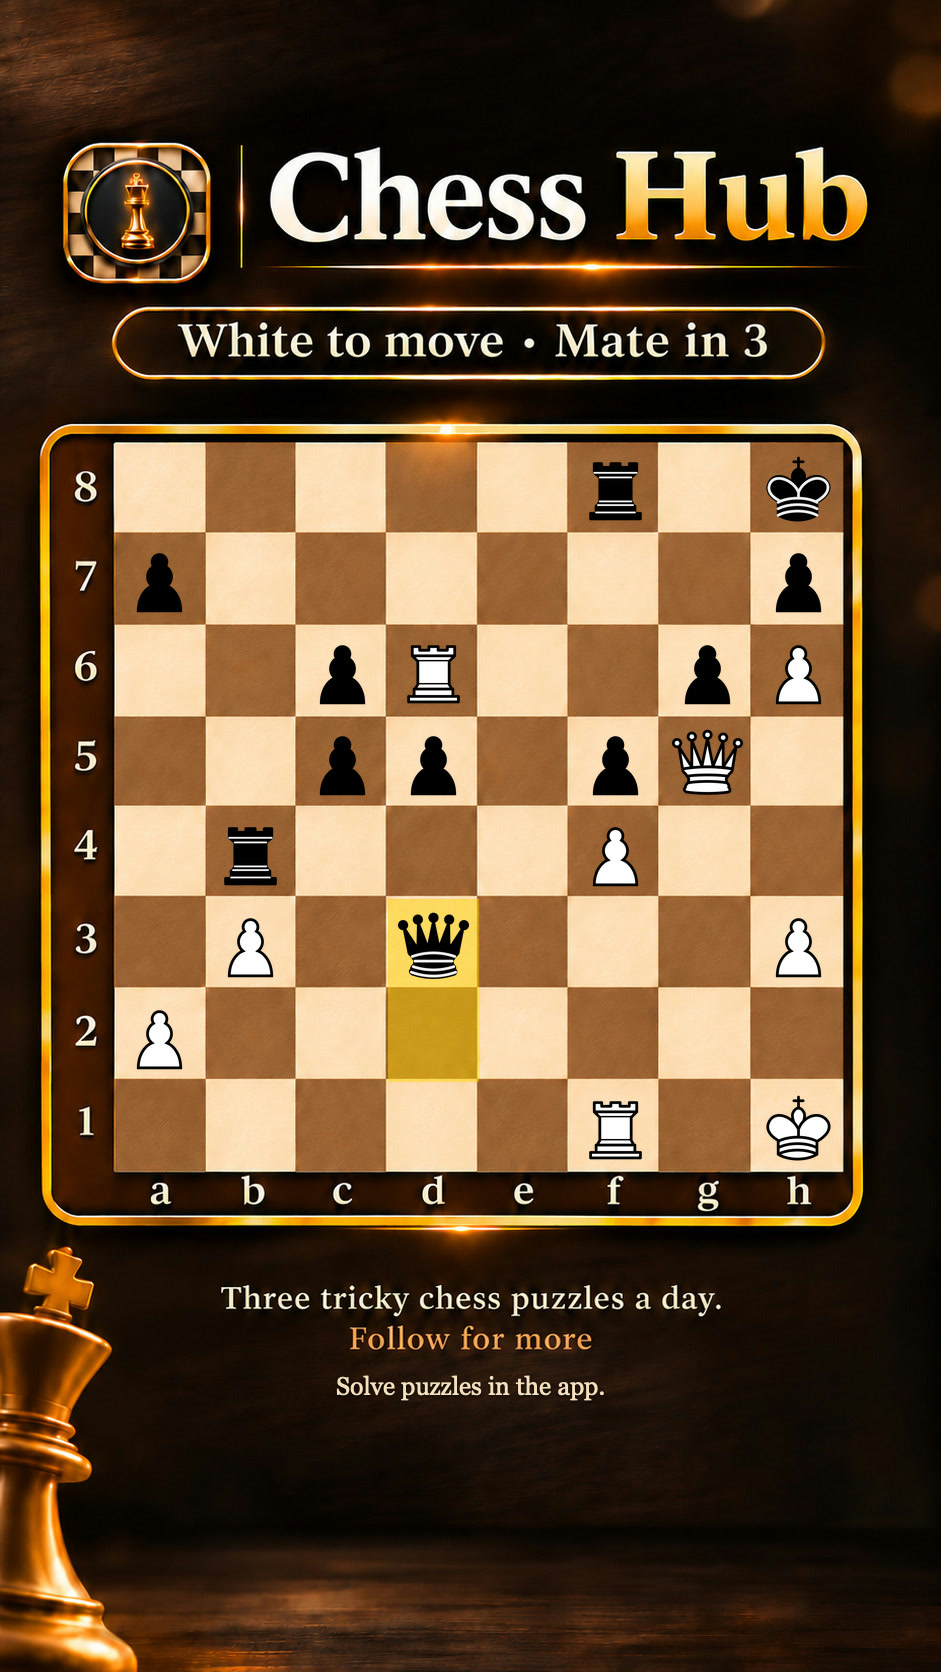 Chess Hub
White to move • Mate in 3
8
7
6
5
4
3
2
1
a b c d e f g h
Three tricky chess puzzles a day.
Follow for more
Solve puzzles in the app.